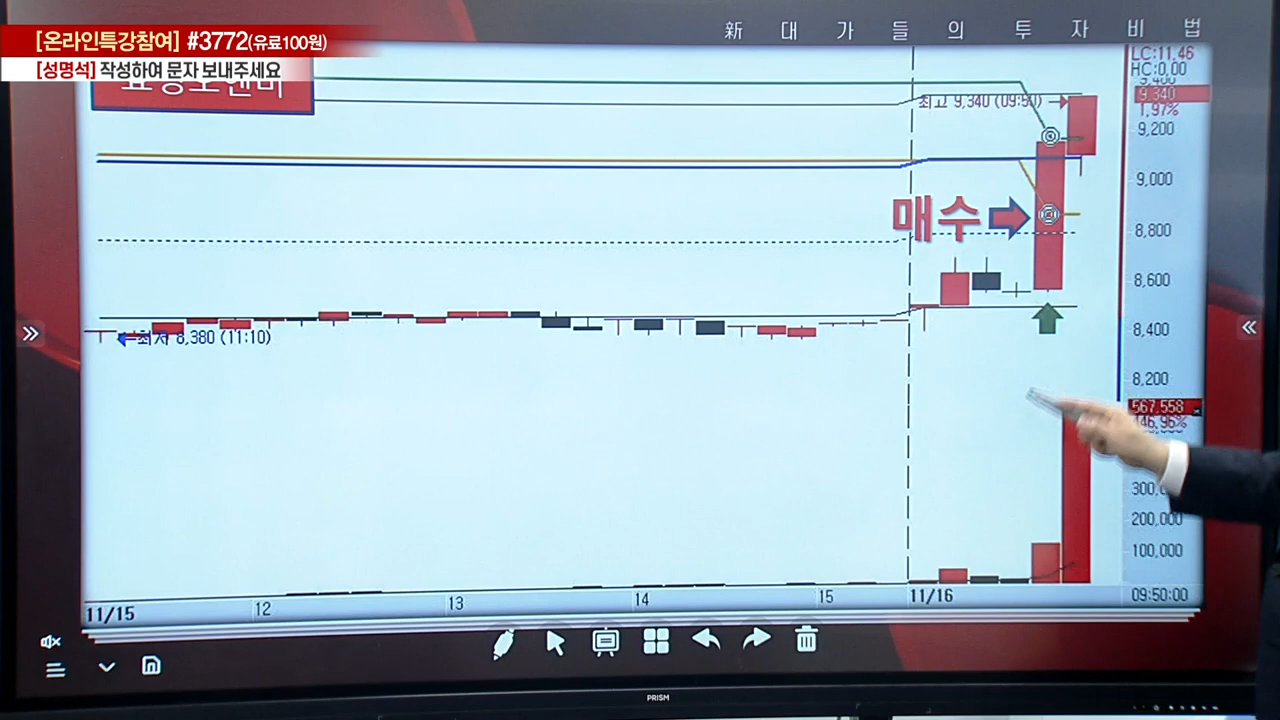 新 대 가 들 의 투 자 비 법
[온라인특강참여] #3772(유료100원)
[성명석] 작성하여 문자 보내주세요
LC:11,46
HC:0,00
9,340
1,97%
최고 9,340 (09:50)
9,200
9,000
매수
8,800
8,600
8,400
최저 8,380 (11:10)
8,200
567,558
300,
200,000
100,000
11/15
12
13
14
15
11/16
09:50:00
PRISM